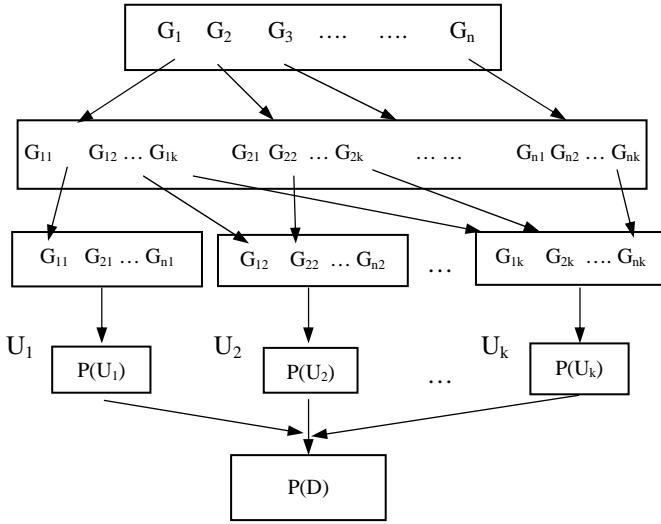 G₁ G₂ G₃ …. …. Gₙ
G₁₁ G₁₂ … G₁ₖ G₂₁ G₂₂ … G₂ₖ … … Gₙ₁ Gₙ₂ … Gₙₖ
G₁₁ G₂₁ … Gₙ₁ G₁₂ G₂₂ … Gₙ₂ … G₁ₖ G₂ₖ …. Gₙₖ
U₁ U₂ Uₖ
P(U₁) P(U₂) … P(Uₖ)
P(D)